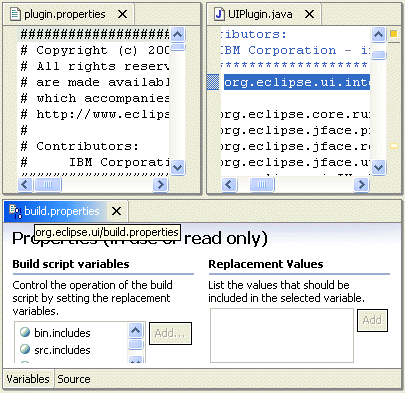 plugin.properties
########################
# Copyright (c) 200
# All rights reserv
# are made availabl
# which accompanies
# http://www.eclips
#
# Contributors:
#     IBM Corporati
UIPlugin.java
ributors:
IBM Corporation - i
*******************
org.eclipse.ui.inte
org.eclipse.core.ru
org.eclipse.jface.p
org.eclipse.jface.re
org.eclipse.jface.u
build.properties
org.eclipse.ui/build.properties
Properties (in use or read only)
Build script variables
Control the operation of the build
script by setting the replacement
variables.
bin.includes
src.includes
Add...
Replacement Values
List the values that should be
included in the selected variable.
Add
Variables
Source